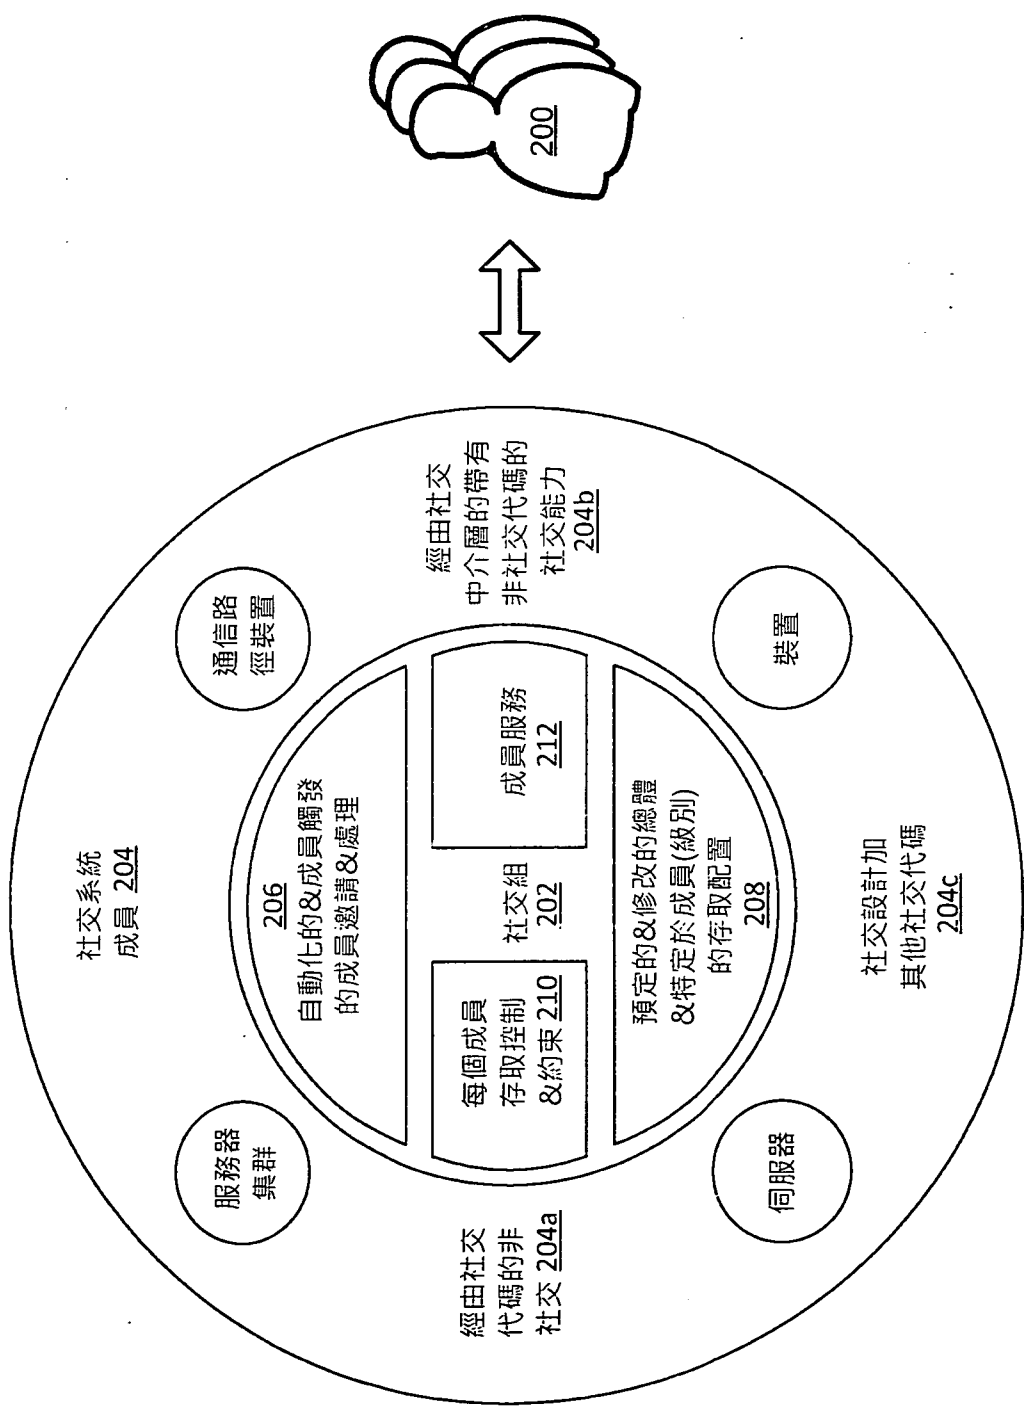 社交系統
成員 204
服務器
集群
通信路
徑裝置
206
自動化的&成員觸發
的成員邀請&處理
經由社交
代碼的非
社交 204a
每個成員
存取控制
&約束 210
社交組
202
成員服務
212
經由社交
中介層的帶有
非社交代碼的
社交能力
204b
200
預定的&修改的總體
&特定於成員(級別)
的存取配置
208
伺服器
裝置
社交設計加
其他社交代碼
204c